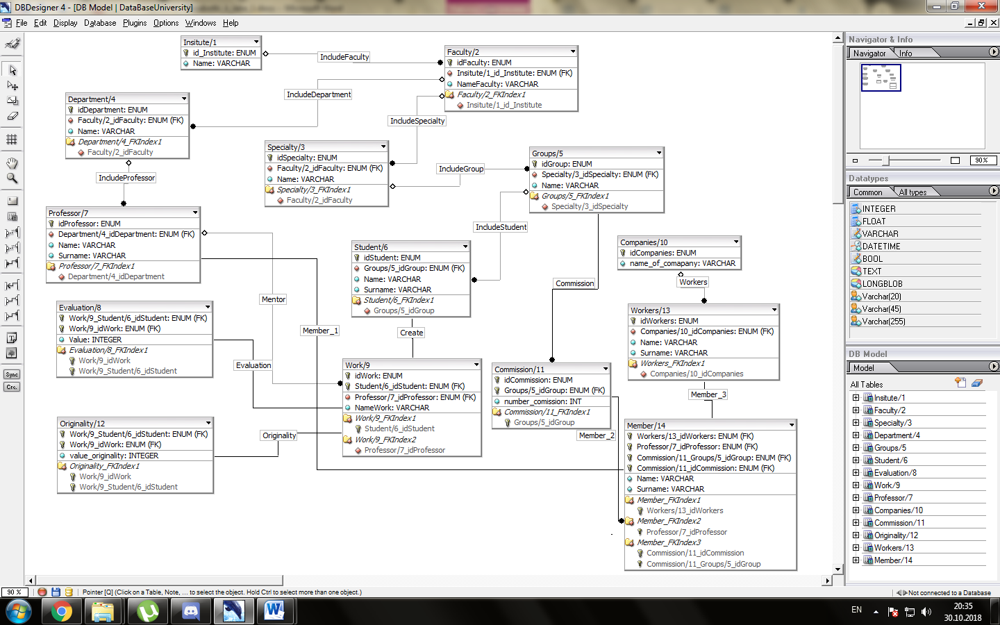 DBDesigner 4 - [DB Model | DataBaseUniversity]
File Edit Display Database Plugins Options Windows Help
Insitute/1
id_Institute: ENUM
Name: VARCHAR
IncludeFaculty
Faculty/2
idFaculty: ENUM
Insitute/1_id_Institute: ENUM (FK)
NameFaculty: VARCHAR
Faculty/2_FKIndex1
Insitute/1_id_Institute
IncludeDepartment
Department/4
idDepartment: ENUM
Faculty/2_idFaculty: ENUM (FK)
Name: VARCHAR
Department/4_FKIndex1
Faculty/2_idFaculty
IncludeSpecialty
Specialty/3
idSpecialty: ENUM
Faculty/2_idFaculty: ENUM (FK)
Name: VARCHAR
Specialty/3_FKIndex1
Faculty/2_idFaculty
IncludeGroup
Groups/5
idGroup: ENUM
Specialty/3_idSpecialty: ENUM (FK)
Name: VARCHAR
Groups/5_FKIndex1
Specialty/3_idSpecialty
IncludeProfessor
Professor/7
idProfessor: ENUM
Department/4_idDepartment: ENUM (FK)
Name: VARCHAR
Surname: VARCHAR
Professor/7_FKIndex1
Department/4_idDepartment
IncludeStudent
Student/6
idStudent: ENUM
Groups/5_idGroup: ENUM (FK)
Name: VARCHAR
Surname: VARCHAR
Student/6_FKIndex1
Groups/5_idGroup
Companies/10
idCompanies: ENUM
name_of_comapany: VARCHAR
Workers
Commission
Mentor
Member_1
Create
Evaluation/8
Work/9_Student/6_idStudent: ENUM (FK)
Work/9_idWork: ENUM (FK)
Value: INTEGER
Evaluation/8_FKIndex1
Work/9_idWork
Work/9_Student/6_idStudent
Evaluation
Workers/13
idWorkers: ENUM
Companies/10_idCompanies: ENUM (FK)
Name: VARCHAR
Surname: VARCHAR
Workers_FKIndex1
Companies/10_idCompanies
Work/9
idWork: ENUM
Student/6_idStudent: ENUM (FK)
Professor/7_idProfessor: ENUM (FK)
NameWork: VARCHAR
Work/9_FKIndex1
Student/6_idStudent
Work/9_FKIndex2
Professor/7_idProfessor
Commission/11
idCommission: ENUM
Groups/5_idGroup: ENUM (FK)
number_comission: INT
Commission/11_FKIndex1
Groups/5_idGroup
Member_3
Member_2
Originality
Originality/12
Work/9_Student/6_idStudent: ENUM (FK)
Work/9_idWork: ENUM (FK)
value_originality: INTEGER
Originality_FKIndex1
Work/9_idWork
Work/9_Student/6_idStudent
Member/14
Workers/13_idWorkers: ENUM (FK)
Professor/7_idProfessor: ENUM (FK)
Commission/11_Groups/5_idGroup: ENUM (FK)
Commission/11_idCommission: ENUM (FK)
Name: VARCHAR
Surname: VARCHAR
Member_FKIndex1
Workers/13_idWorkers
Member_FKIndex2
Professor/7_idProfessor
Member_FKIndex3
Commission/11_idCommission
Commission/11_Groups/5_idGroup
Sync
Crc.
Navigator & Info
Navigator Info
90%
Datatypes
Common All types
INTEGER
FLOAT
VARCHAR
DATETIME
BOOL
TEXT
LONGBLOB
Varchar(20)
Varchar(45)
Varchar(255)
DB Model
Model
All Tables
Insitute/1
Faculty/2
Specialty/3
Department/4
Groups/5
Student/6
Evaluation/8
Work/9
Professor/7
Companies/10
Commission/11
Originality/12
Workers/13
Member/14
90 % Pointer [Q] (Click on a Table, Note, ... to select the object. Hold Ctrl to select more than one object.) Not connected to a Database
EN
20:35
30.10.2018